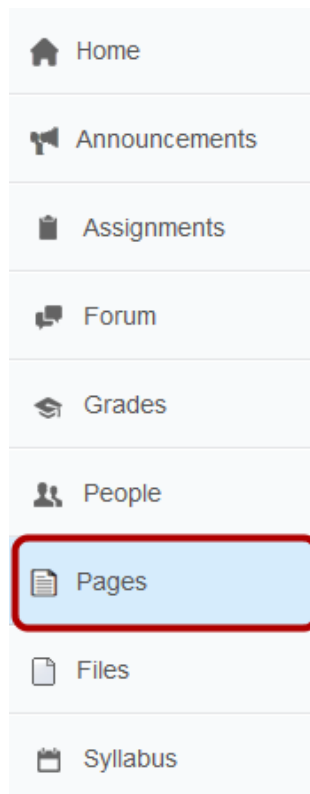 Home
Announcements
Assignments
Forum
Grades
People
Pages
Files
Syllabus